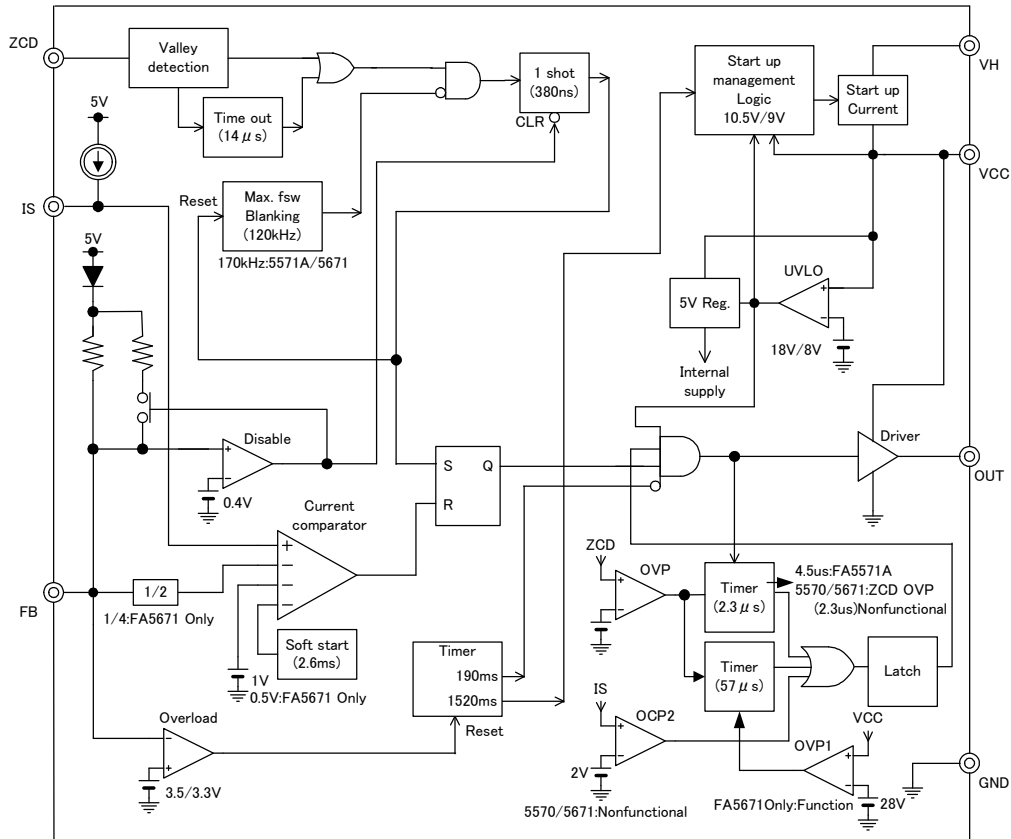 ZCD
Valley
detection
Time out
(14μs)
1 shot
(380ns)
CLR
Start up
management
Logic
10.5V/9V
Start up
Current
VH
VCC
5V
IS
Reset
Max. fsw
Blanking
(120kHz)
170kHz:5571A/5671
5V
5V Reg.
UVLO
18V/8V
Internal
supply
Disable
0.4V
S
Q
R
Driver
OUT
Current
comparator
+
−
−
−
FB
1/2
1/4:FA5671 Only
Soft start
(2.6ms)
1V
0.5V:FA5671 Only
Timer
190ms
1520ms
Reset
Overload
−
+
3.5/3.3V
ZCD
OVP
Timer
(2.3μs)
4.5us:FA5571A
5570/5671:ZCD OVP
(2.3us)Nonfunctional
Timer
(57μs)
Latch
IS
OCP2
2V
5570/5671:Nonfunctional
VCC
OVP1
28V
FA5671Only:Function
GND